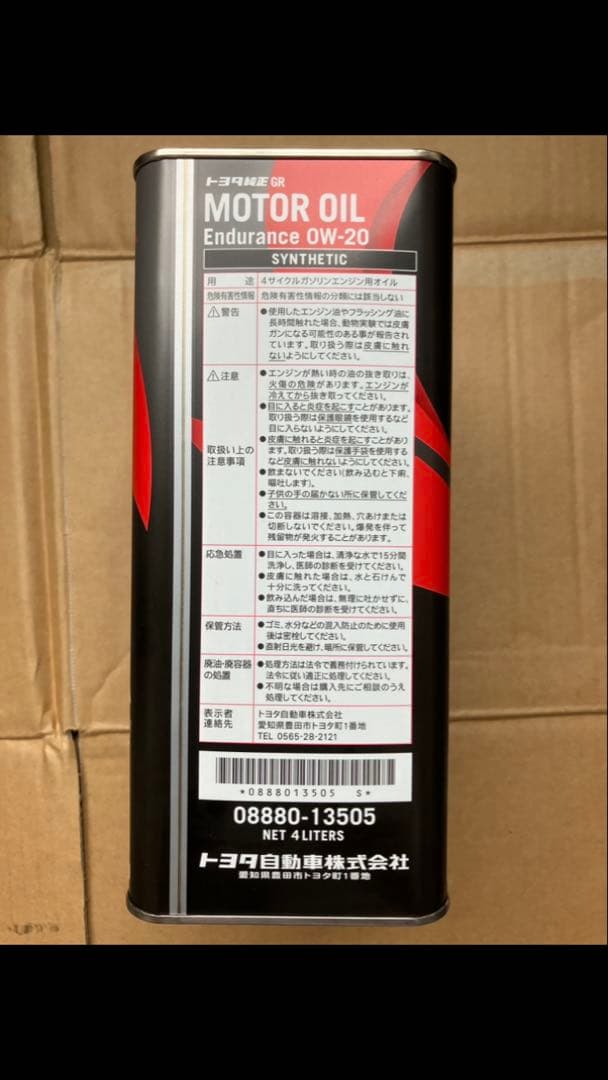 トヨタ純正 GR
MOTOR OIL
Endurance 0W-20
SYNTHETIC
用途 4サイクルガソリンエンジン用オイル
危険有害性情報 危険有害性情報の分類には該当しない
⚠警告 ●使用したエンジン油やフラッシング油に
長時間触れた場合、動物実験では皮膚
ガンになる可能性のある事が報告され
ています。取り扱う際は皮膚に触れ
ないようにしてください。
⚠注意 ●エンジンが熱い時の油の抜き取りは、
火傷の危険があります。エンジンが
冷えてから抜き取ってください。
●目に入ると炎症を起こすことがあります。
取り扱う際は保護眼鏡を使用するなど
目に入らないようにしてください。
●皮膚に触れると炎症を起こすことがあり
取扱い上の ます。取り扱う際は保護手袋を使用する
注意事項 など皮膚に触れないようにしてください。
●飲まないでください(飲み込むと下痢、
嘔吐します)。
●子供の手の届かない所に保管してくだ
さい。
●この容器は溶接、加熱、穴あけまたは
切断しないでください。爆発を伴って
残留物が発火することがあります。
応急処置 ●目に入った場合は、清浄な水で15分間
洗浄し、医師の診断を受けてください。
●皮膚に触れた場合は、水と石けんで
十分に洗ってください。
●飲み込んだ場合は、無理に吐かせずに、
直ちに医師の診断を受けてください。
保管方法 ●ゴミ、水分などの混入防止のために使用
後は密栓してください。
●直射日光を避け、暗所に保管してください。
廃油・廃容器 ●処理方法は法令で義務付けられています。
の処置 法令に従い適正に処理してください。
●不明な場合は購入先にご相談のうえ
処理してください。
表示者 トヨタ自動車株式会社
連絡先 愛知県豊田市トヨタ町1番地
TEL 0565-28-2121
*0888013505 S*
08880-13505
NET 4 LITERS
トヨタ自動車株式会社
愛知県豊田市トヨタ町1番地